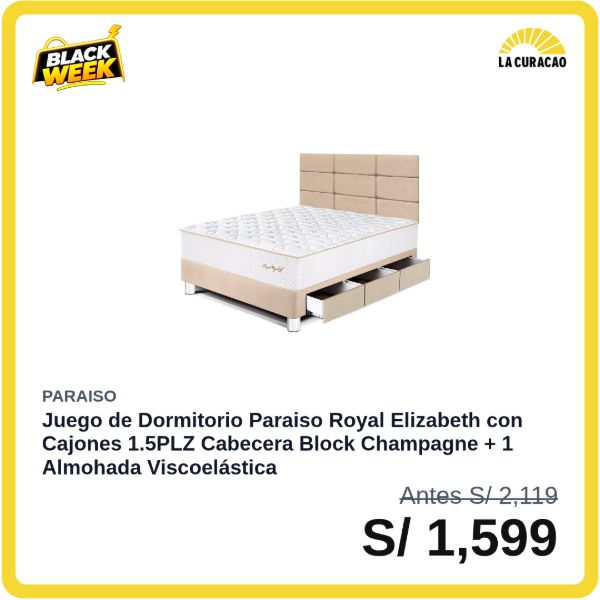 BLACK
WEEK
LA CURACAO
PARAISO
Juego de Dormitorio Paraiso Royal Elizabeth con
Cajones 1.5PLZ Cabecera Block Champagne + 1
Almohada Viscoelástica
Antes S/ 2,119
S/ 1,599